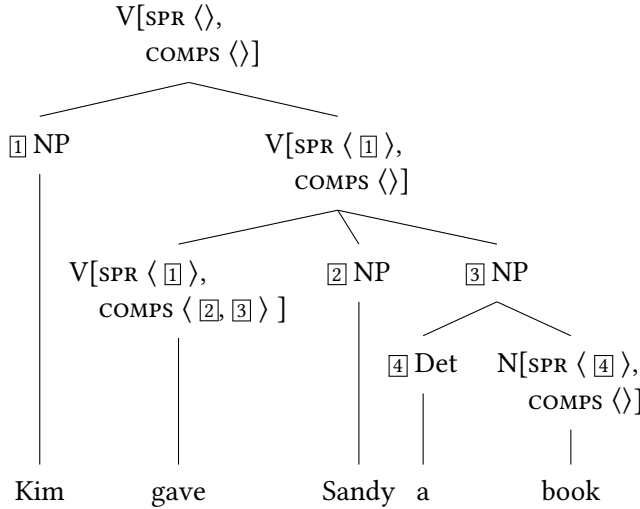 V[SPR ⟨⟩,
COMPS ⟨⟩]
1 NP
V[SPR ⟨ 1 ⟩,
COMPS ⟨⟩]
V[SPR ⟨ 1 ⟩,
COMPS ⟨ 2, 3 ⟩ ]
2 NP
3 NP
4 Det
N[SPR ⟨ 4 ⟩,
COMPS ⟨⟩]
Kim gave Sandy a book